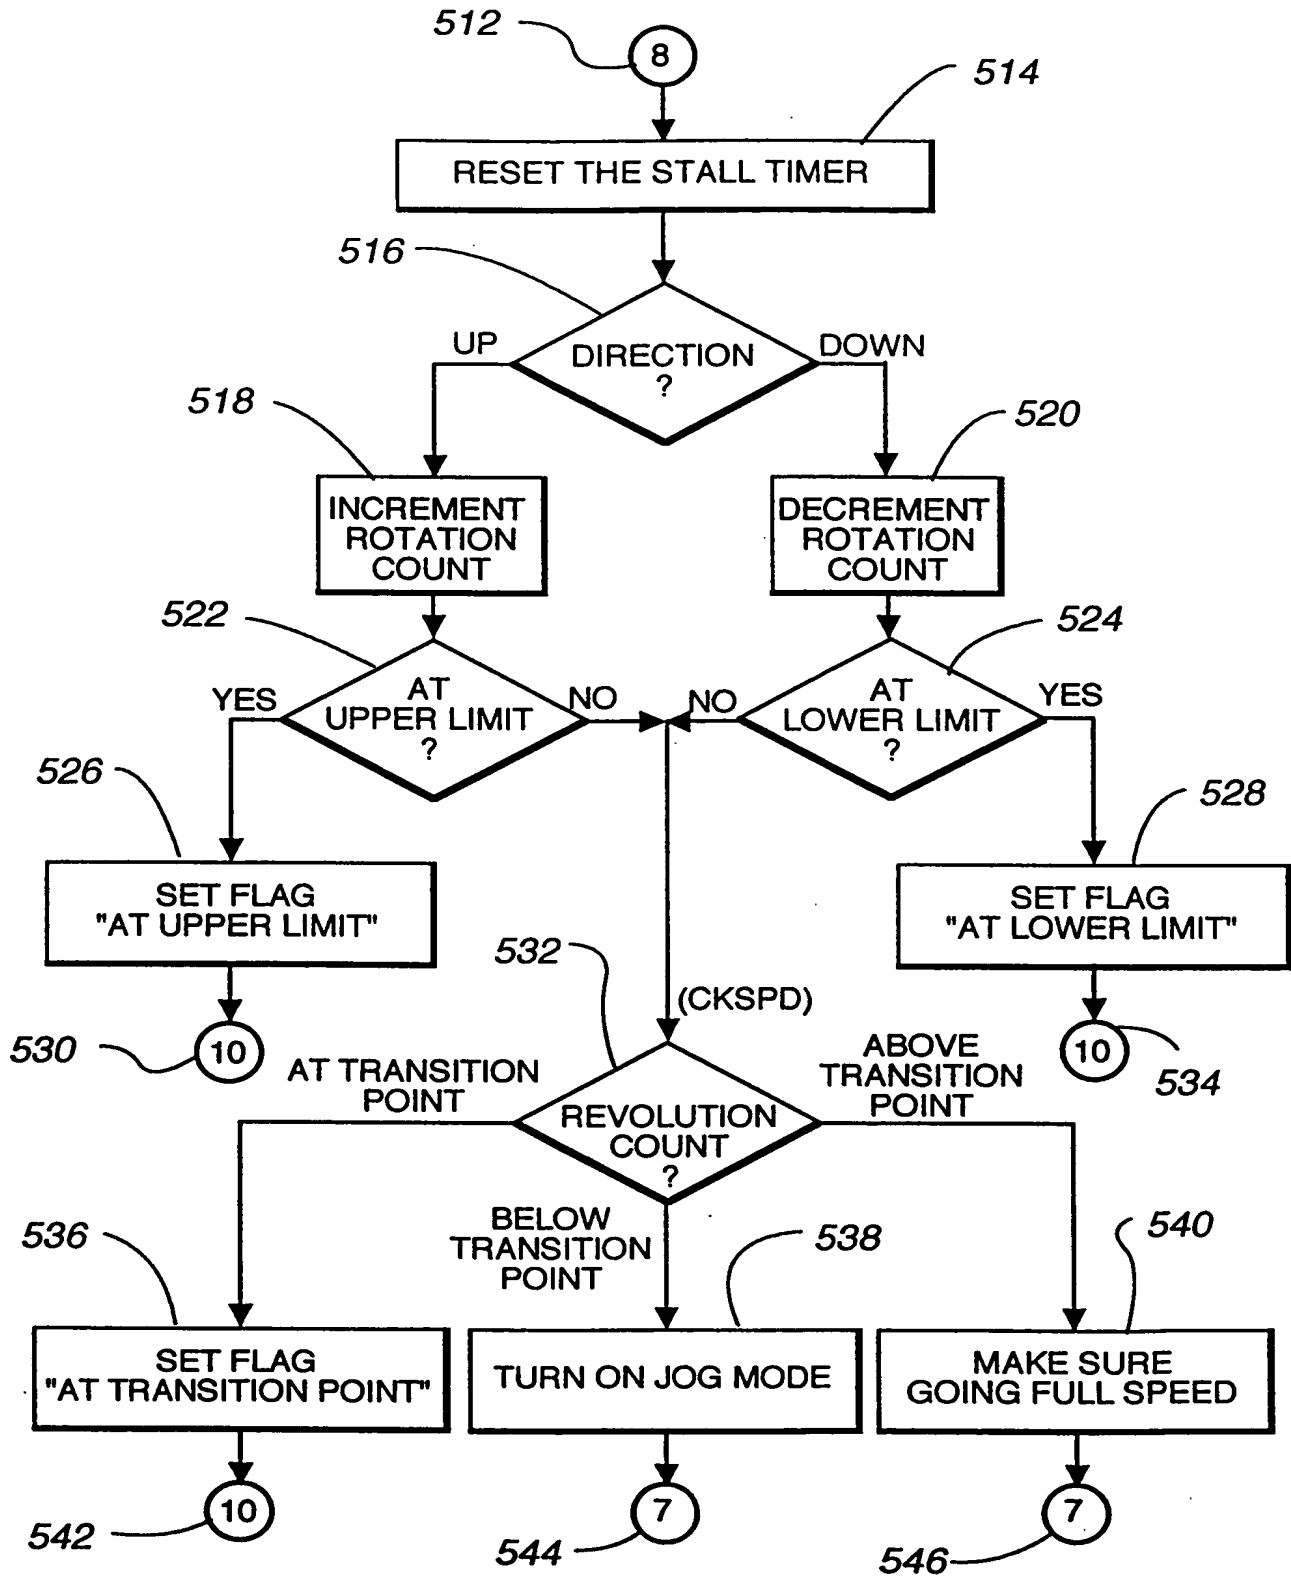 512
8
514
RESET THE STALL TIMER
516
UP
DIRECTION
?
DOWN
518
520
INCREMENT
ROTATION
COUNT
DECREMENT
ROTATION
COUNT
522
524
YES
AT
UPPER LIMIT
?
NO
NO
AT
LOWER LIMIT
?
YES
526
528
SET FLAG
"AT UPPER LIMIT"
SET FLAG
"AT LOWER LIMIT"
532
(CKSPD)
530
10
10
534
AT TRANSITION
POINT
REVOLUTION
COUNT
?
ABOVE
TRANSITION
POINT
536
BELOW
TRANSITION
POINT
538
540
SET FLAG
"AT TRANSITION POINT"
TURN ON JOG MODE
MAKE SURE
GOING FULL SPEED
542
10
544
7
546
7